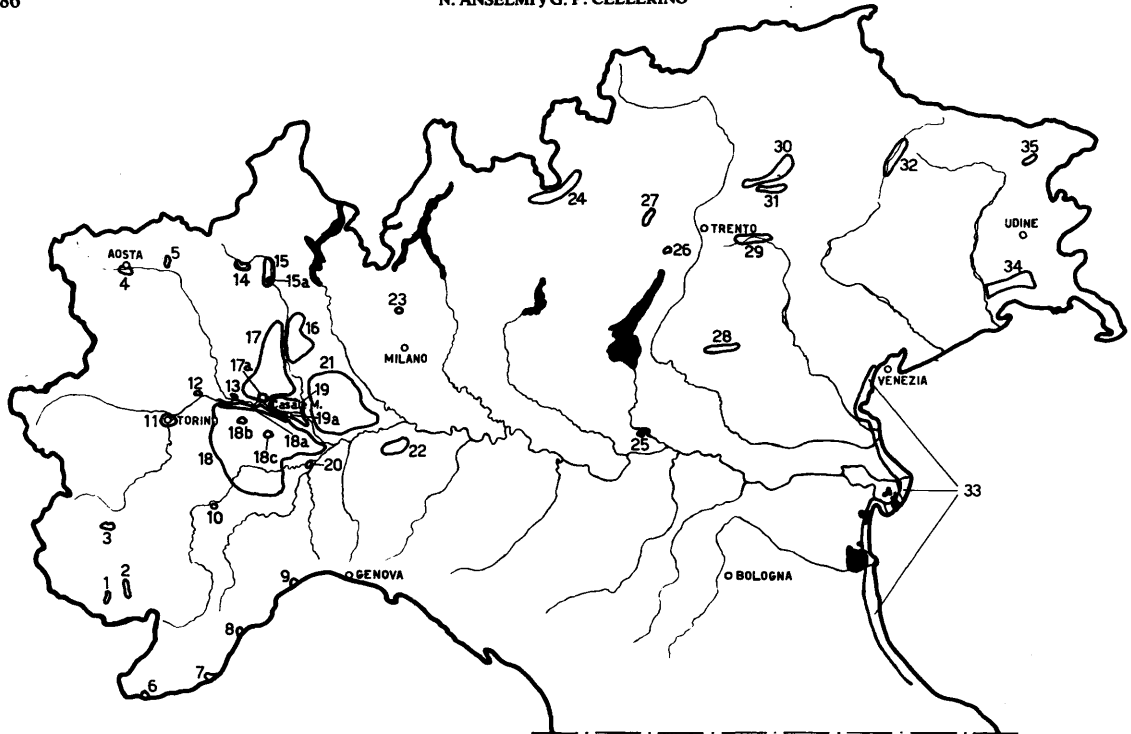 86
N. ANSELMI y G. P. CELLERINO
30
35
32
31
24
27
TRENTO
UDINE
26
29
AOSTA
5
15
4
14
15a
34
23
16
17
28
MILANO
17a
21
VENEZIA
12
13
19
Casale M.
11
TORINO
19a
18b
18a
25
18
18c
22
20
33
10
3
2
1
9
GENOVA
BOLOGNA
8
7
6